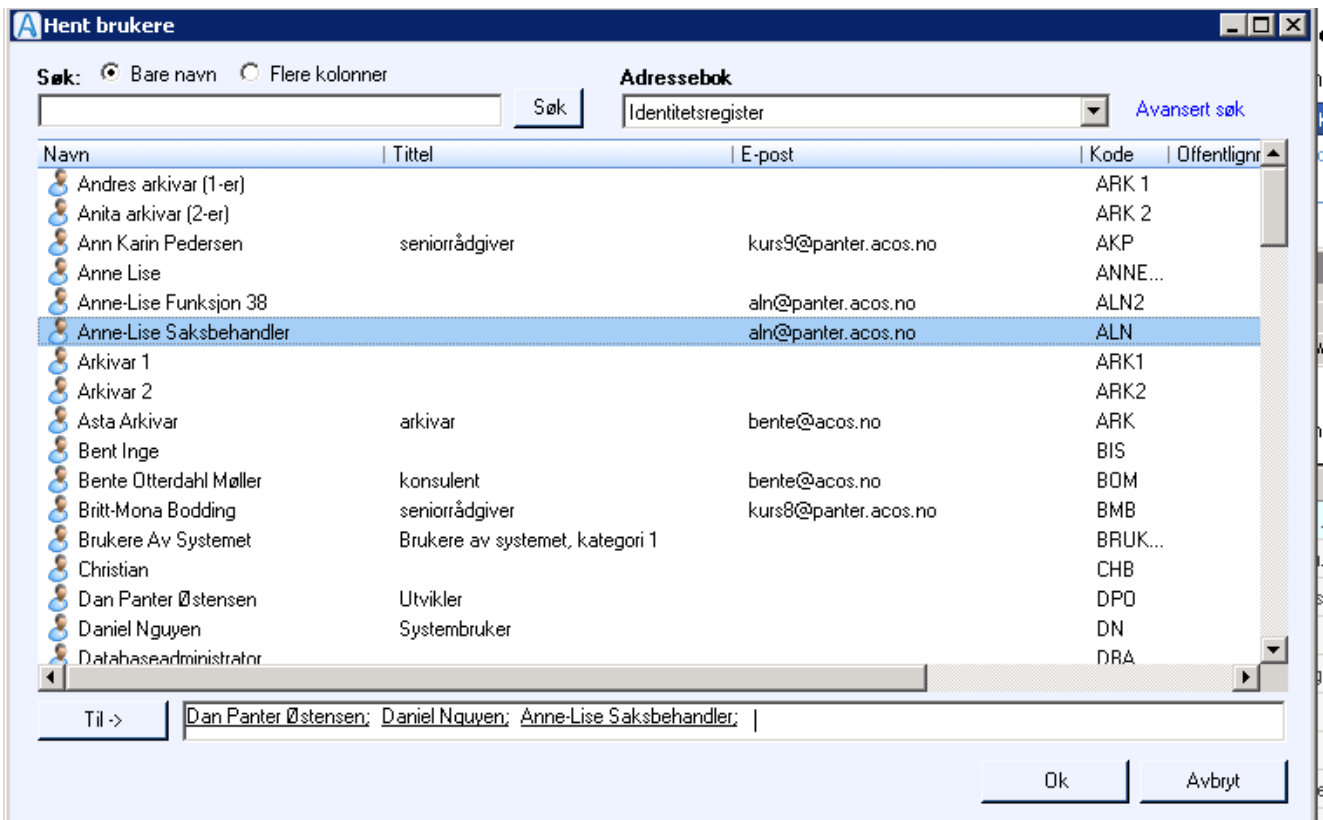 Hent brukere
Søk: Bare navn Flere kolonner Adressebok
Søk Identitetsregister Avansert søk
Navn Tittel E-post Kode Offentlignr
Andres arkivar (1-er) ARK 1
Anita arkivar (2-er) ARK 2
Ann Karin Pedersen seniorrådgiver kurs9@panter.acos.no AKP
Anne Lise ANNE...
Anne-Lise Funksjon 38 aln@panter.acos.no ALN2
Anne-Lise Saksbehandler aln@panter.acos.no ALN
Arkivar 1 ARK1
Arkivar 2 ARK2
Asta Arkivar arkivar bente@acos.no ARK
Bent Inge BIS
Bente Otterdahl Møller konsulent bente@acos.no BOM
Britt-Mona Bodding seniorrådgiver kurs8@panter.acos.no BMB
Brukere Av Systemet Brukere av systemet, kategori 1 BRUK...
Christian CHB
Dan Panter Østensen Utvikler DPO
Daniel Nguyen Systembruker DN
Databaseadministrator DBA
Til -> Dan Panter Østensen; Daniel Nguyen; Anne-Lise Saksbehandler;
Ok Avbryt